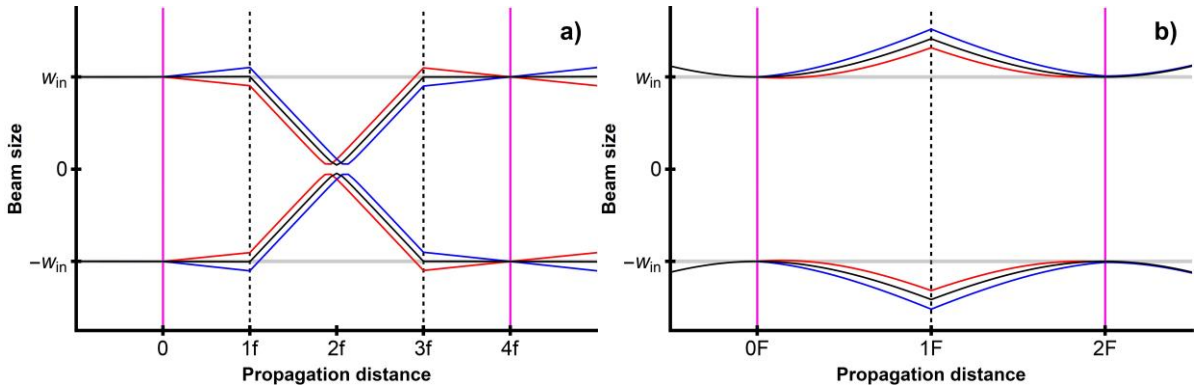 a)
w_in
0
−w_in
Beam size
0
1f
2f
3f
4f
Propagation distance
b)
w_in
0
−w_in
Beam size
0F
1F
2F
Propagation distance